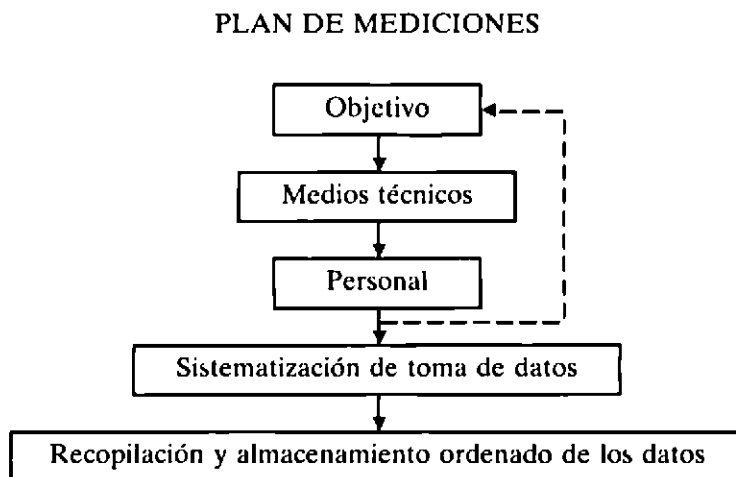 PLAN DE MEDICIONES
Objetivo
Medios técnicos
Personal
Sistematización de toma de datos
Recopilación y almacenamiento ordenado de los datos